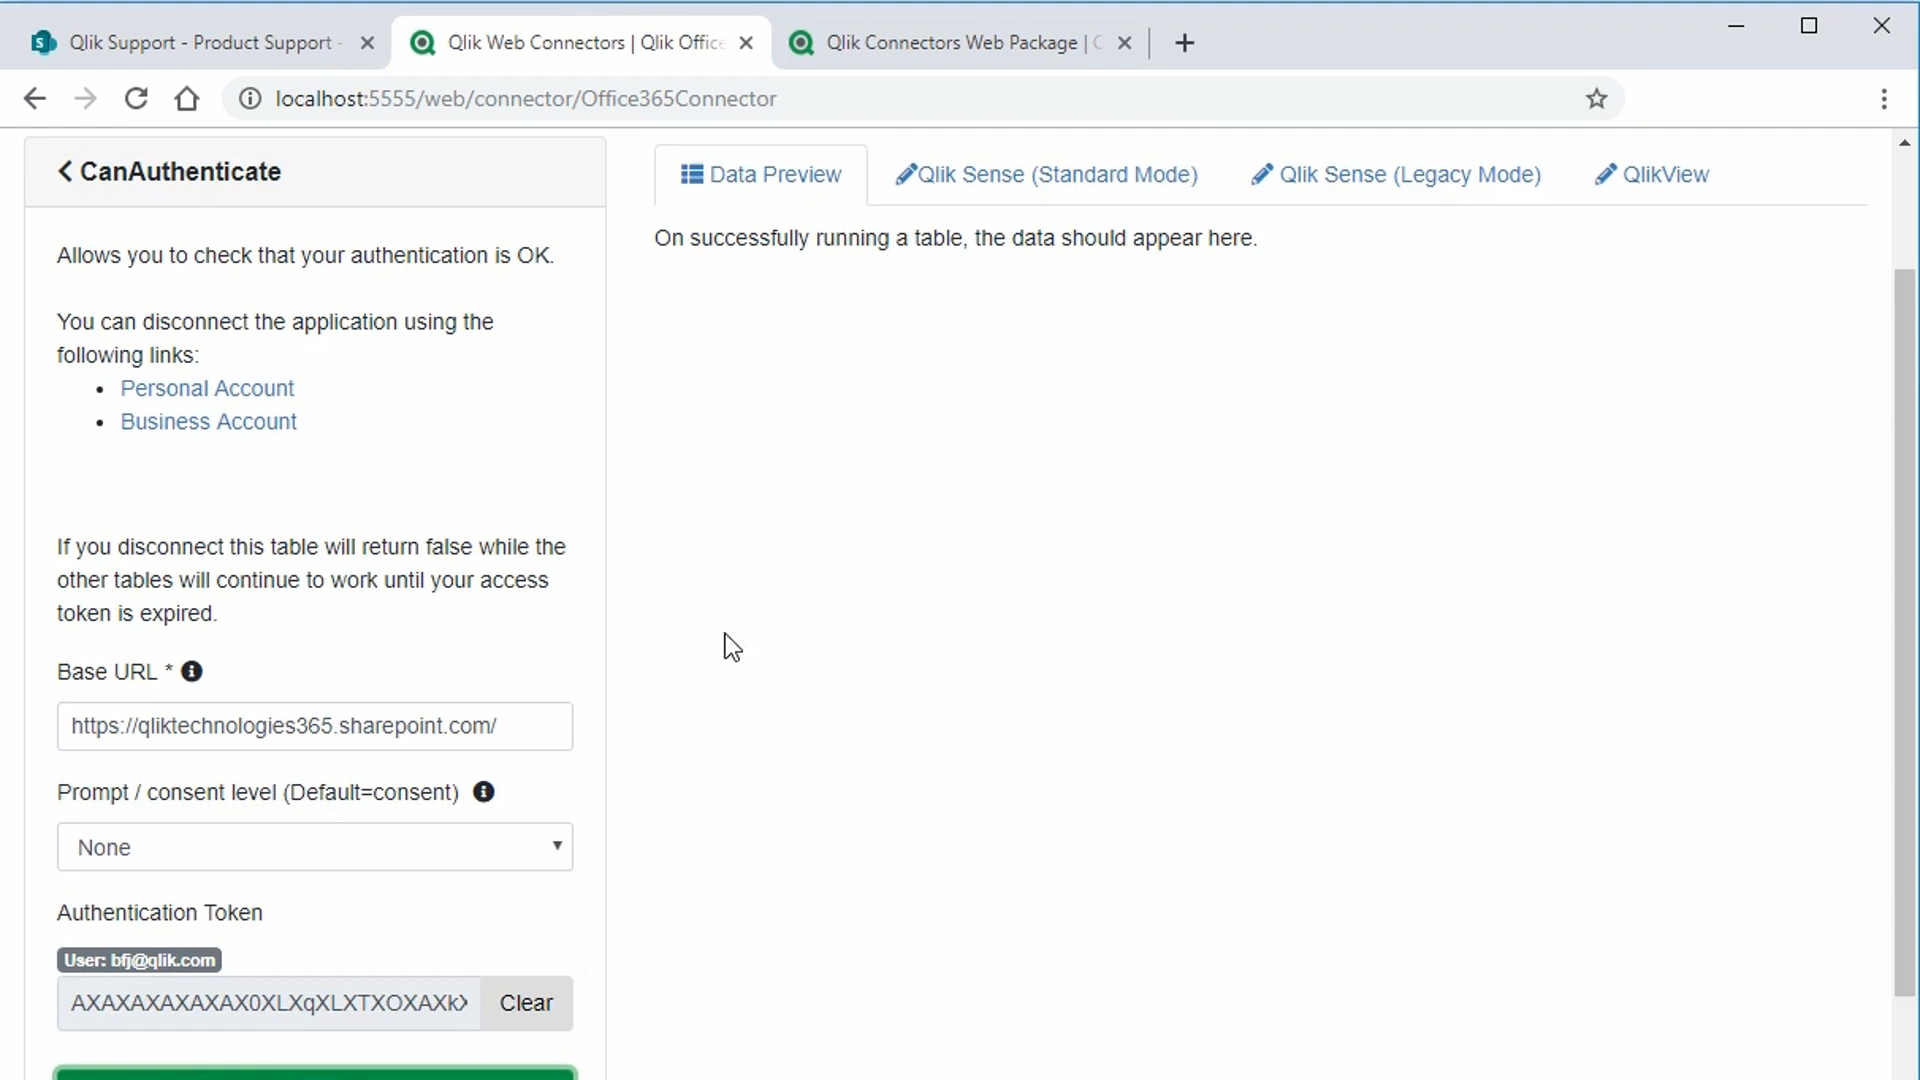 Qlik Support - Product Support -
Qlik Web Connectors | Qlik Office
Qlik Connectors Web Package |
localhost:5555/web/connector/Office365Connector
CanAuthenticate
Data Preview
Qlik Sense (Standard Mode)
Qlik Sense (Legacy Mode)
QlikView
On successfully running a table, the data should appear here.
Allows you to check that your authentication is OK.
You can disconnect the application using the
following links:
• Personal Account
• Business Account
If you disconnect this table will return false while the
other tables will continue to work until your access
token is expired.
Base URL *
https://qliktechnologies365.sharepoint.com/
Prompt / consent level (Default=consent)
None
Authentication Token
User: bfj@qlik.com
AXAXAXAXAXAX0XLXqXLXTXOXAXkX
Clear